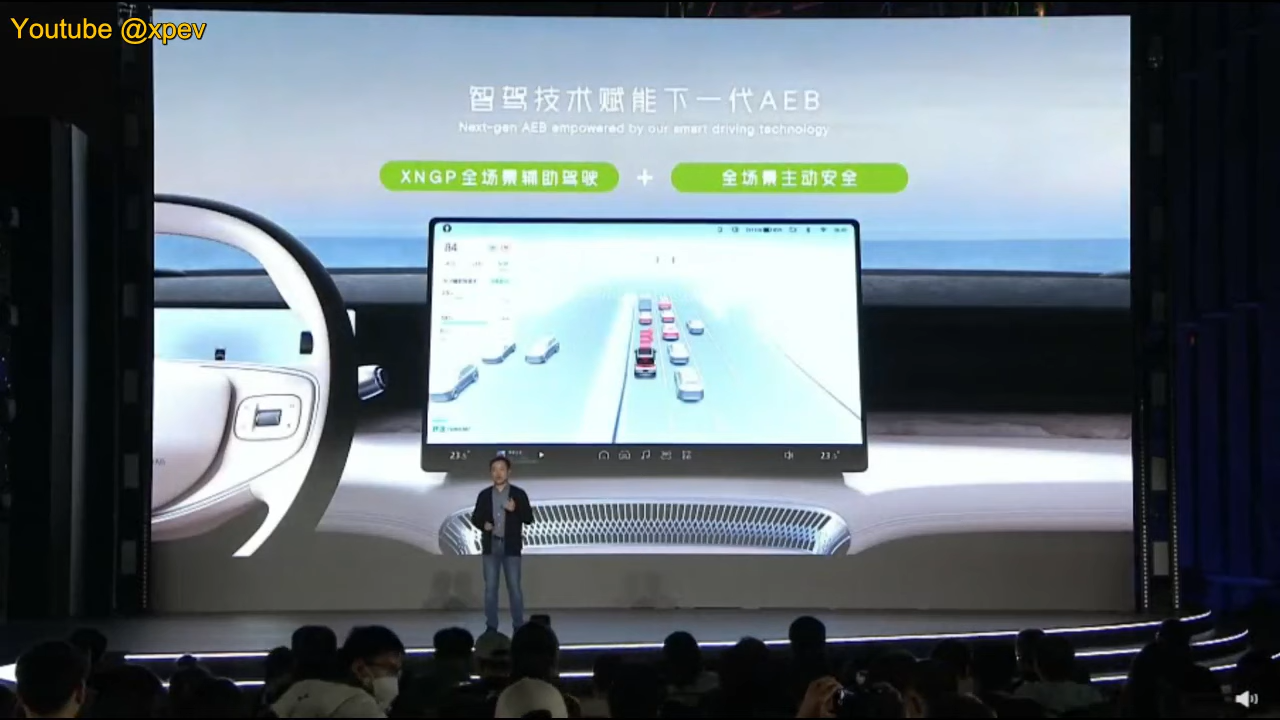 Youtube @xpev
智驾技术赋能下一代AEB
Next-gen AEB empowered by our smart driving technology
XNGP全场景辅助驾驶 + 全场景主动安全
84
23.5° 23.5°